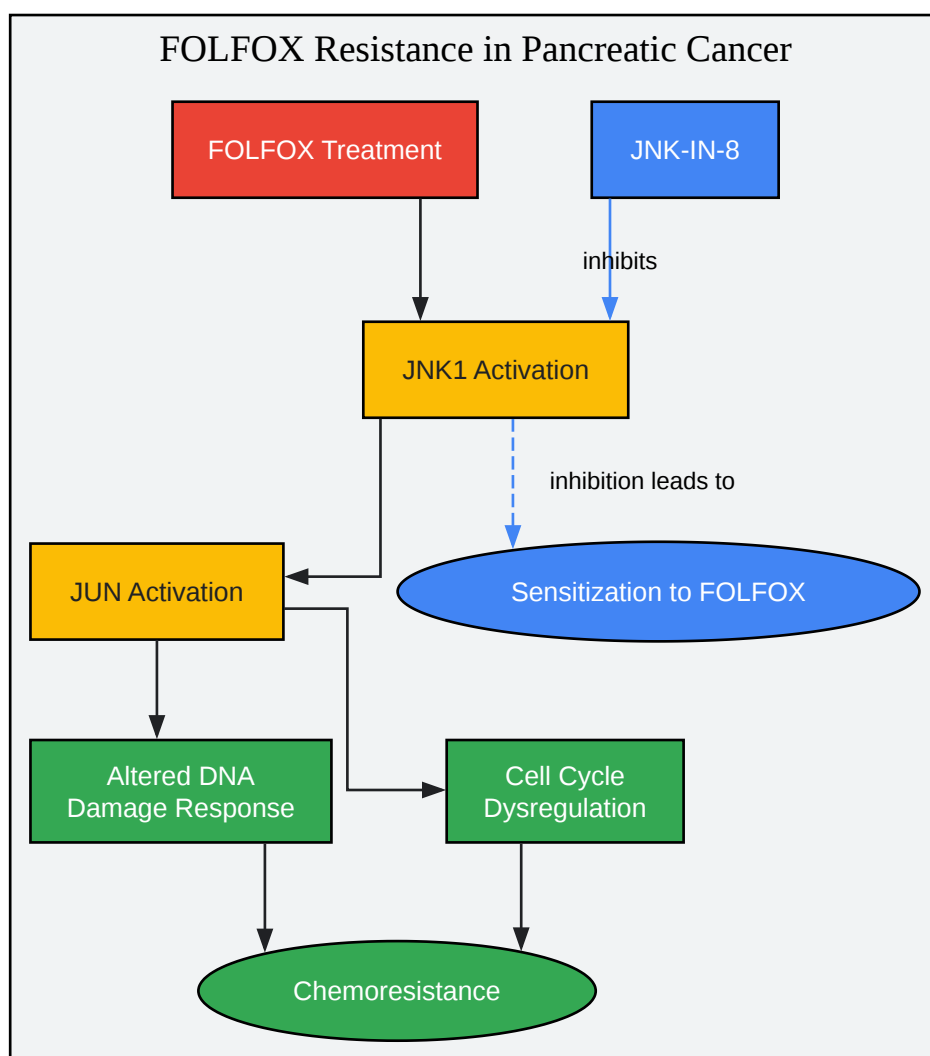 FOLFOX Resistance in Pancreatic Cancer
FOLFOX Treatment
JNK-IN-8
inhibits
JNK1 Activation
inhibition leads to
JUN Activation
Sensitization to FOLFOX
Altered DNA
Damage Response
Cell Cycle
Dysregulation
Chemoresistance